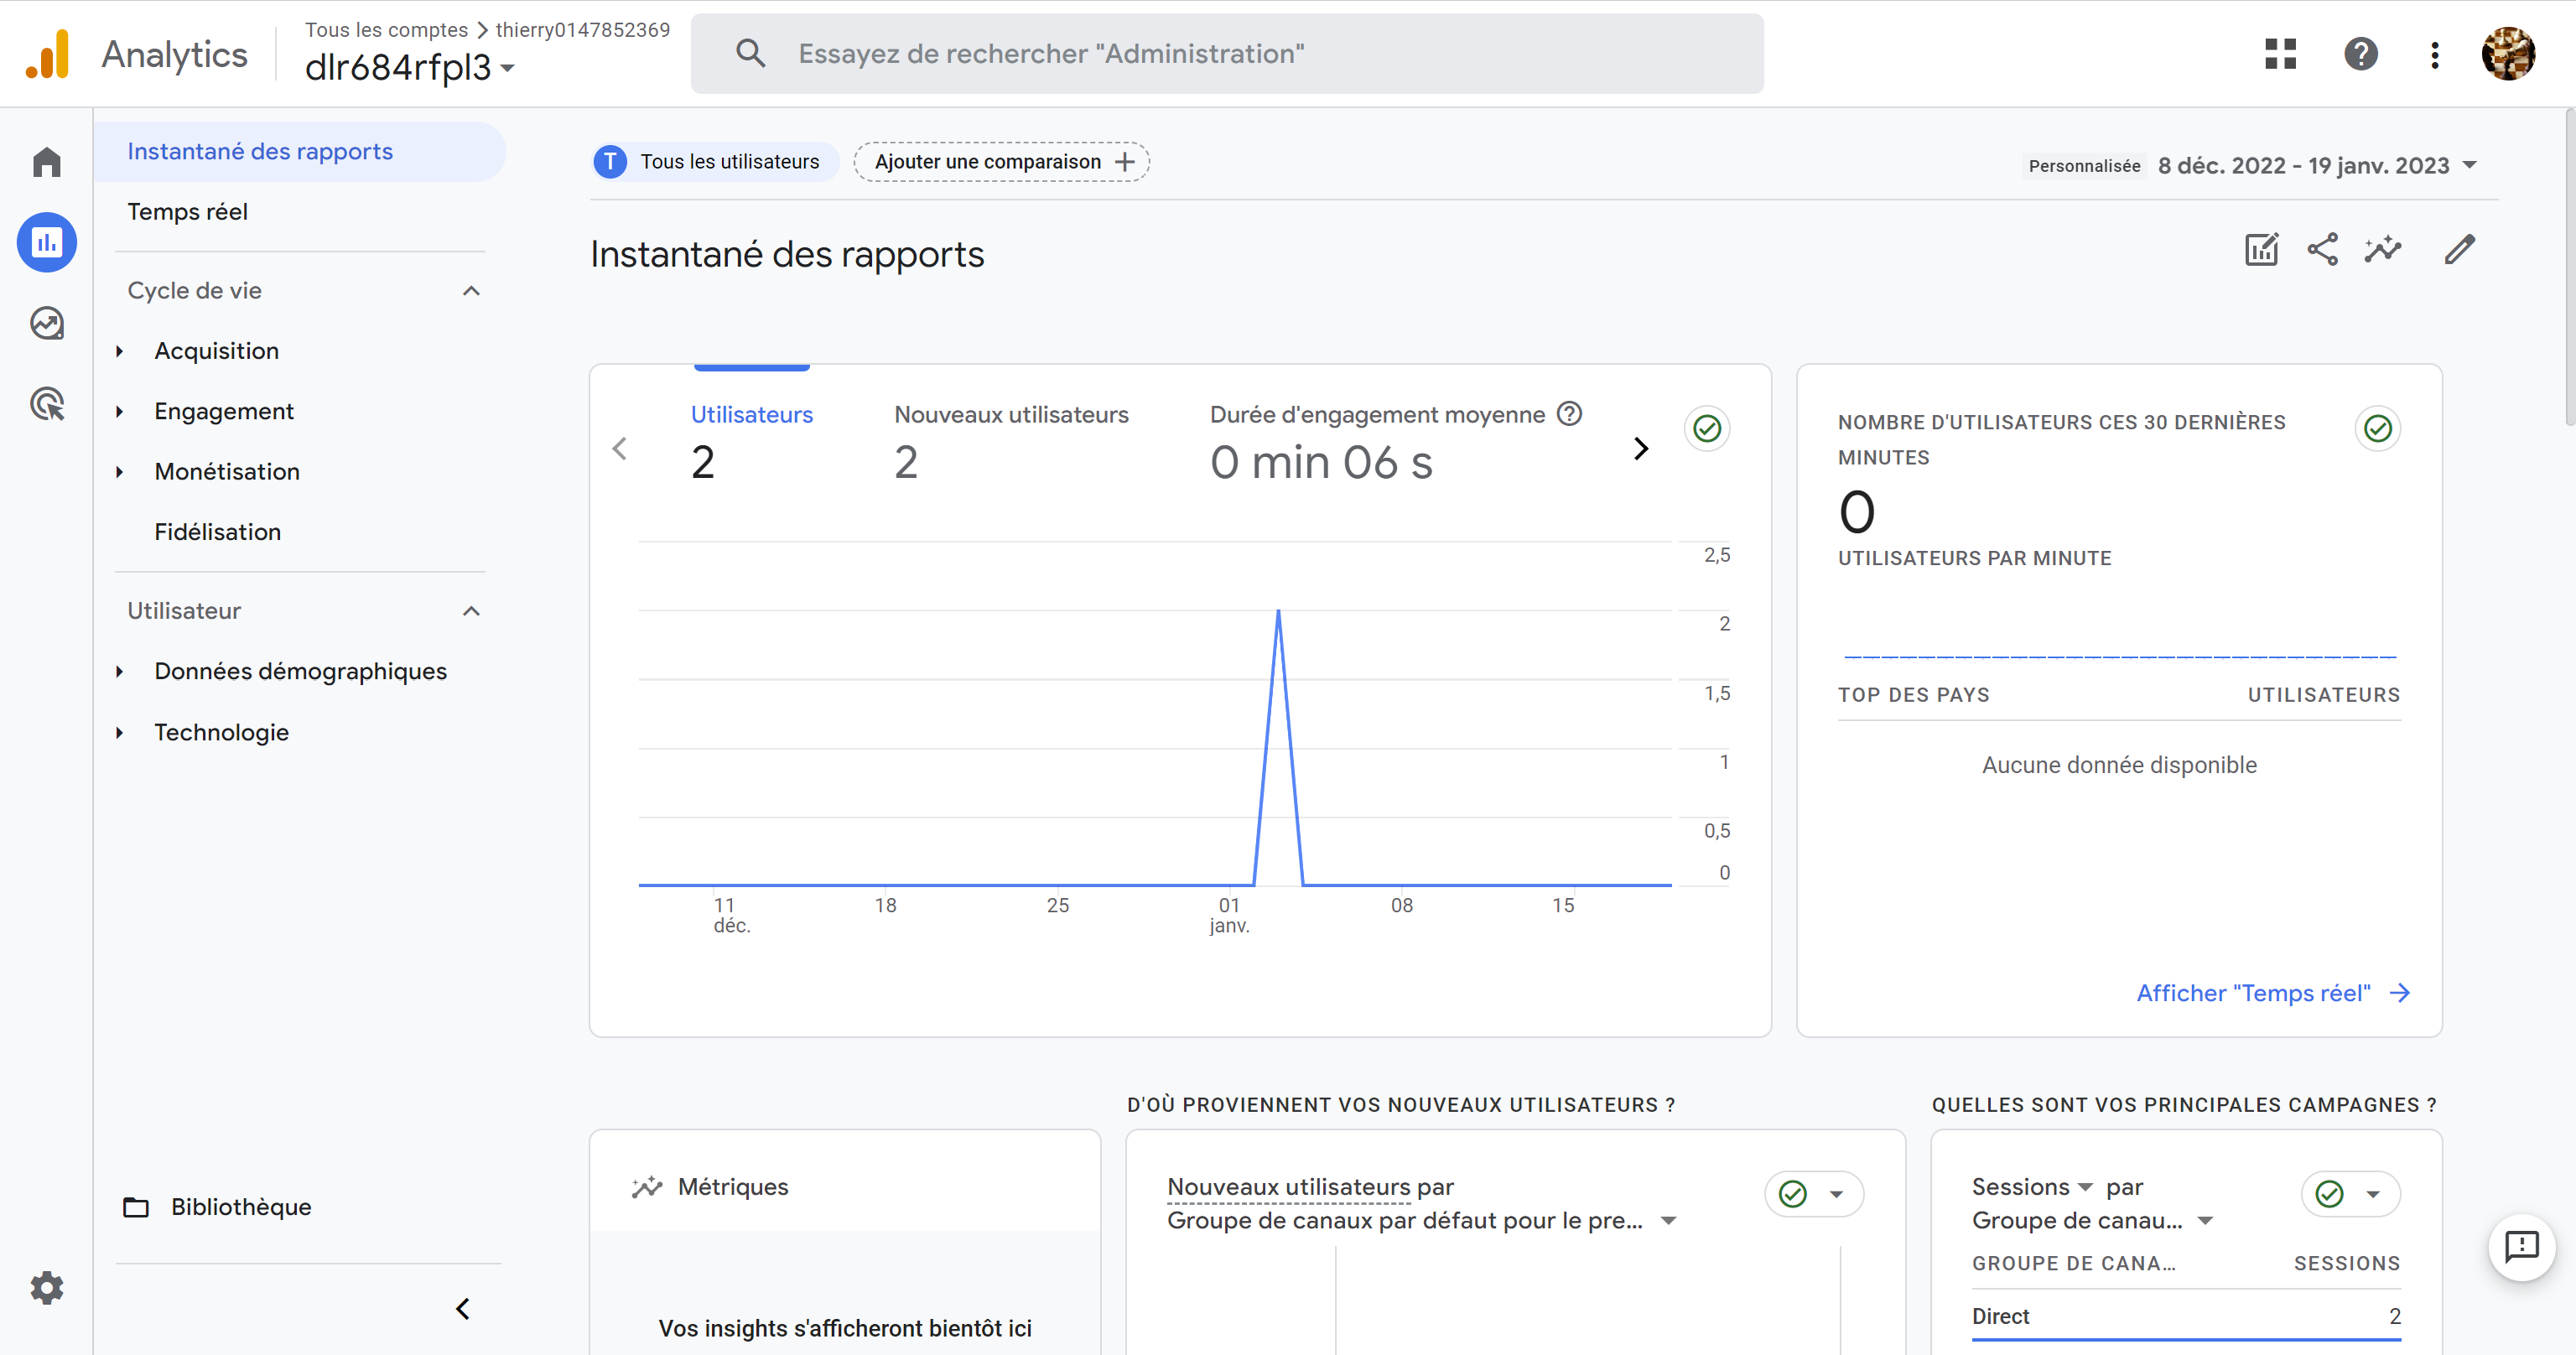 Analytics
Tous les comptes > thierry0147852369
dlr684rfpl3
Essayez de rechercher "Administration"
Instantané des rapports
Temps réel
Cycle de vie
Acquisition
Engagement
Monétisation
Fidélisation
Utilisateur
Données démographiques
Technologie
Bibliothèque
T Tous les utilisateurs
Ajouter une comparaison +
Personnalisée 8 déc. 2022 - 19 janv. 2023
Instantané des rapports
Utilisateurs
2
Nouveaux utilisateurs
2
Durée d'engagement moyenne
0 min 06 s
2,5
2
1,5
1
0,5
0
11 déc.
18
25
01 janv.
08
15
NOMBRE D'UTILISATEURS CES 30 DERNIÈRES
MINUTES
0
UTILISATEURS PAR MINUTE
TOP DES PAYS UTILISATEURS
Aucune donnée disponible
Afficher "Temps réel"
Métriques
Vos insights s'afficheront bientôt ici
D'OÙ PROVIENNENT VOS NOUVEAUX UTILISATEURS ?
Nouveaux utilisateurs par
Groupe de canaux par défaut pour le pre...
QUELLES SONT VOS PRINCIPALES CAMPAGNES ?
Sessions par
Groupe de canau...
GROUPE DE CANA... SESSIONS
Direct 2